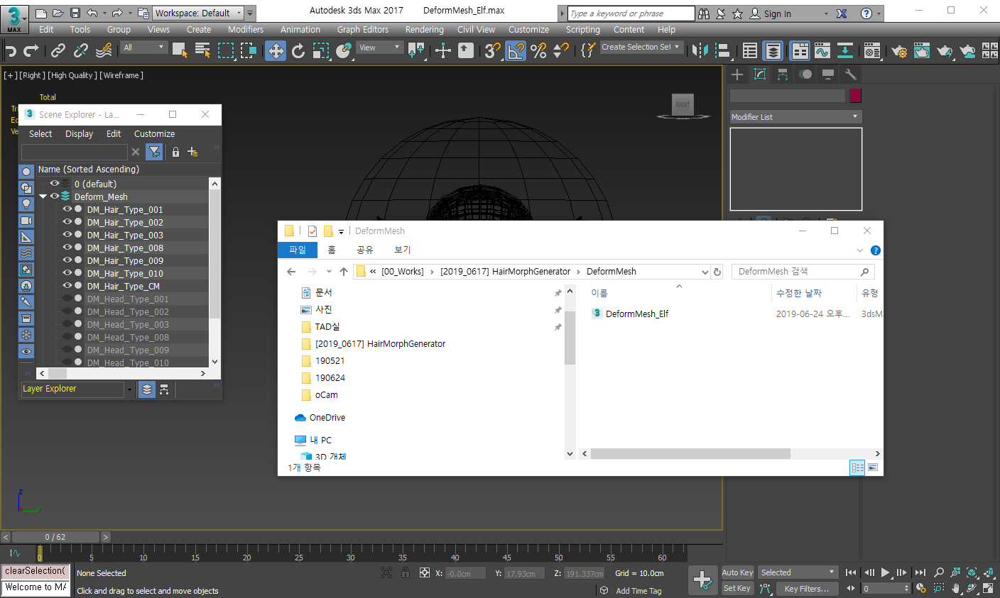 3 MAX
Workspace: Default
Autodesk 3ds Max 2017 DeformMesh_Elf.max
Type a keyword or phrase
Sign In
Edit Tools Group Views Create Modifiers Animation Graph Editors Rendering Civil View Customize Scripting Content Help
All
View
Create Selection Set
[+] [Right ] [High Quality ] [Wireframe ]
Total
RIGHT
Modifier List
3 Scene Explorer - La...
Select Display Edit Customize
Name (Sorted Ascending)
0 (default)
Deform_Mesh
DM_Hair_Type_001
DM_Hair_Type_002
DM_Hair_Type_003
DM_Hair_Type_008
DM_Hair_Type_009
DM_Hair_Type_010
DM_Hair_Type_CM
DM_Head_Type_001
DM_Head_Type_002
DM_Head_Type_003
DM_Head_Type_008
DM_Head_Type_009
DM_Head_Type_010
Layer Explorer
DeformMesh
파일 홈 공유 보기
« [00_Works] › [2019_0617] HairMorphGenerator › DeformMesh
DeformMesh 검색
문서
사진
TAD실
[2019_0617] HairMorphGenerator
190521
190624
oCam
OneDrive
내 PC
3D 개체
이름 수정한 날짜 유형
DeformMesh_Elf 2019-06-24 오후... 3dsMa
1개 항목
z
y
0 / 62
0 5 10 15 20 25 30 35 40 45 50 55 60
clearSelection(
Welcome to MA
None Selected
Click and drag to select and move objects
X: -0.0cm Y: 17.93cm Z: 191.337cm Grid = 10.0cm
Add Time Tag
Auto Key Selected
Set Key Key Filters...
0